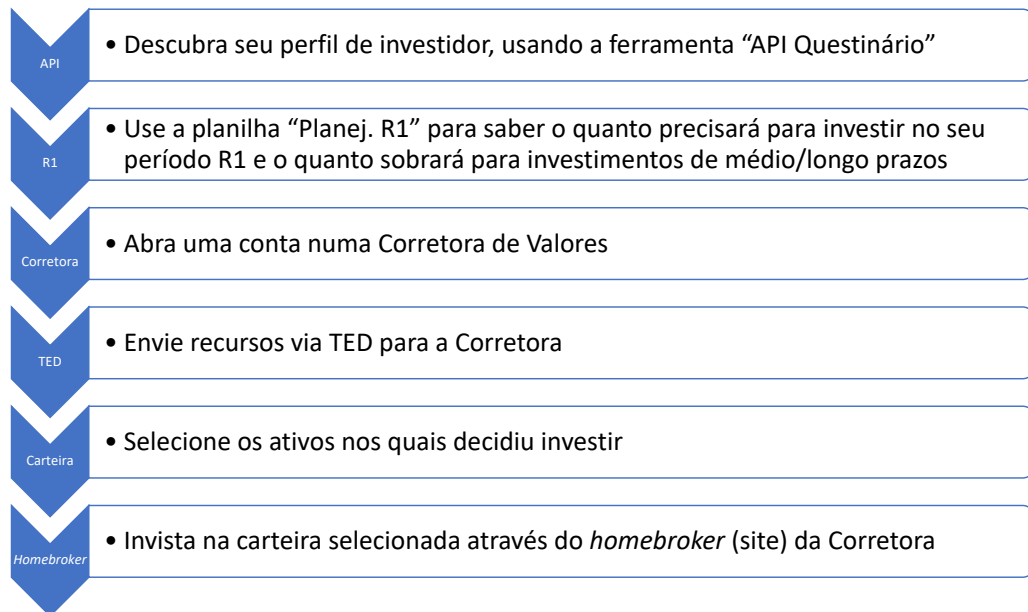 API
• Descubra seu perfil de investidor, usando a ferramenta “API Questinário”
R1
• Use a planilha “Planej. R1” para saber o quanto precisará para investir no seu
período R1 e o quanto sobrará para investimentos de médio/longo prazos
Corretora
• Abra uma conta numa Corretora de Valores
TED
• Envie recursos via TED para a Corretora
Carteira
• Selecione os ativos nos quais decidiu investir
Homebroker
• Invista na carteira selecionada através do homebroker (site) da Corretora